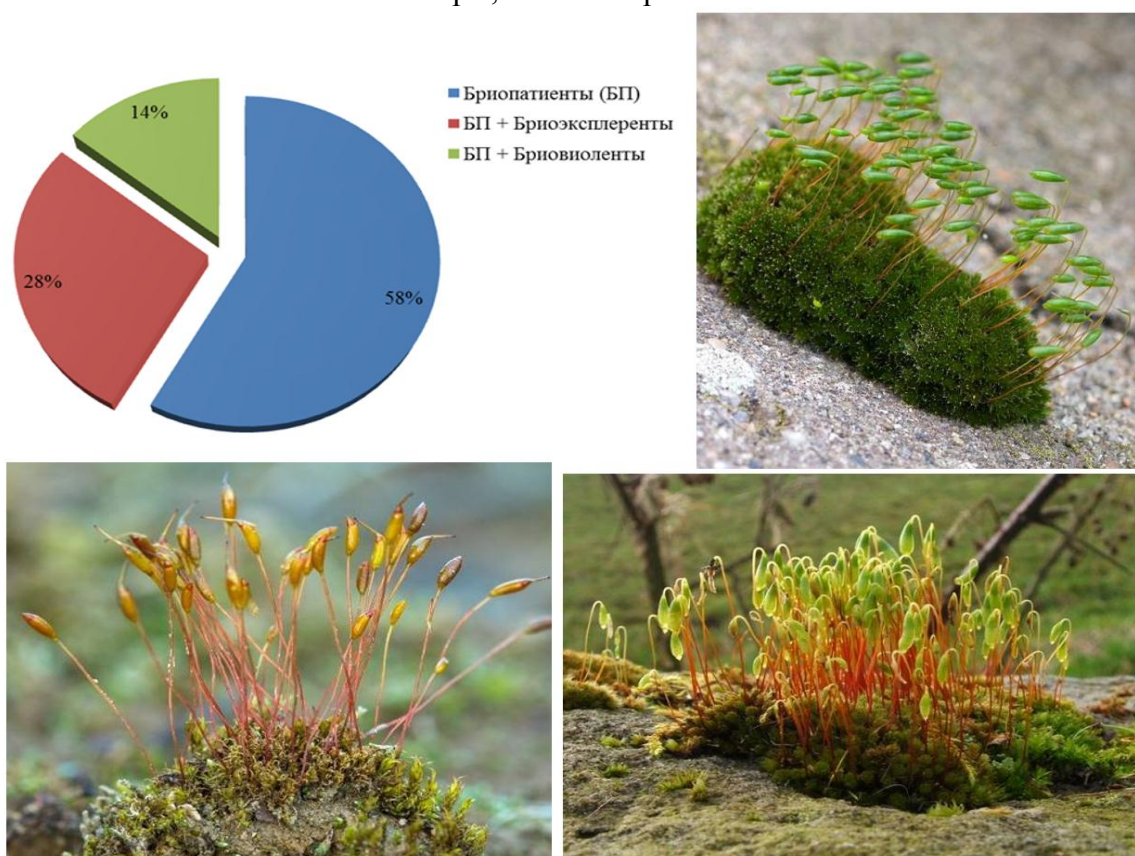 14%
28%
58%
Бриопатиенты (БП)
БП + Бриоэксплеренты
БП + Бриовиоленты